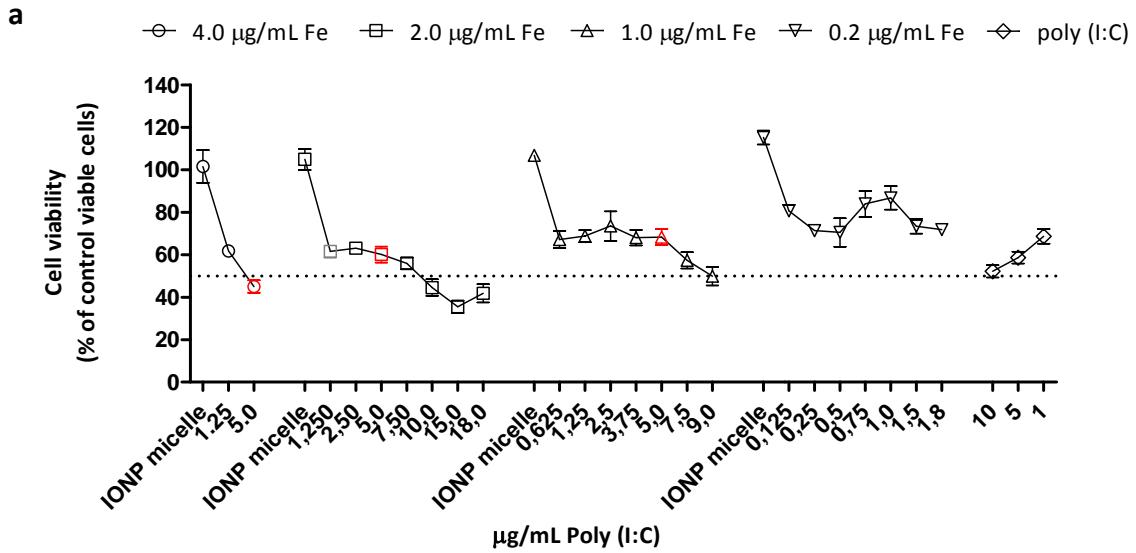 a
4.0 μg/mL Fe
2.0 μg/mL Fe
1.0 μg/mL Fe
0.2 μg/mL Fe
poly (I:C)
Cell viability
(% of control viable cells)
140
120
100
80
60
40
20
0
IONP micelle
1.25
5.0
IONP micelle
1,250
2,50
5,0
7,50
10,0
15,0
18,0
IONP micelle
0,625
1,25
2,5
3,75
5,0
7,5
9,0
IONP micelle
0,125
0,25
0,5
0,75
1,0
1,5
1,8
10
5
1
μg/mL Poly (I:C)